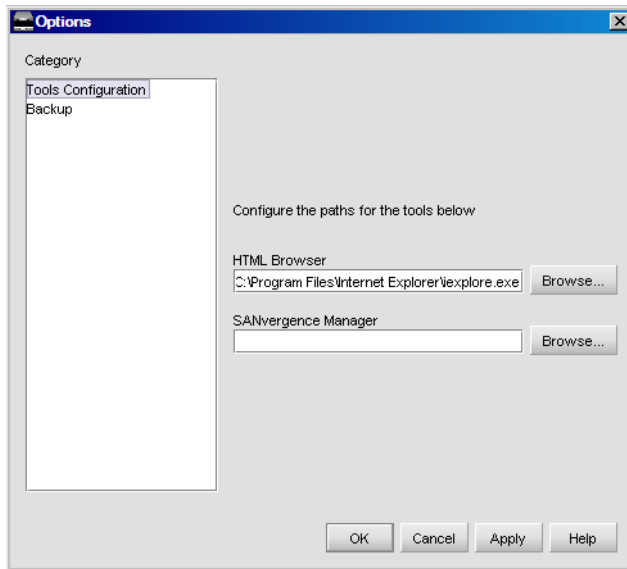 Options
Category
Tools Configuration
Backup
Configure the paths for the tools below
HTML Browser
C:\Program Files\Internet Explorer\iexplore.exe
Browse...
SANvergence Manager
Browse...
OK
Cancel
Apply
Help